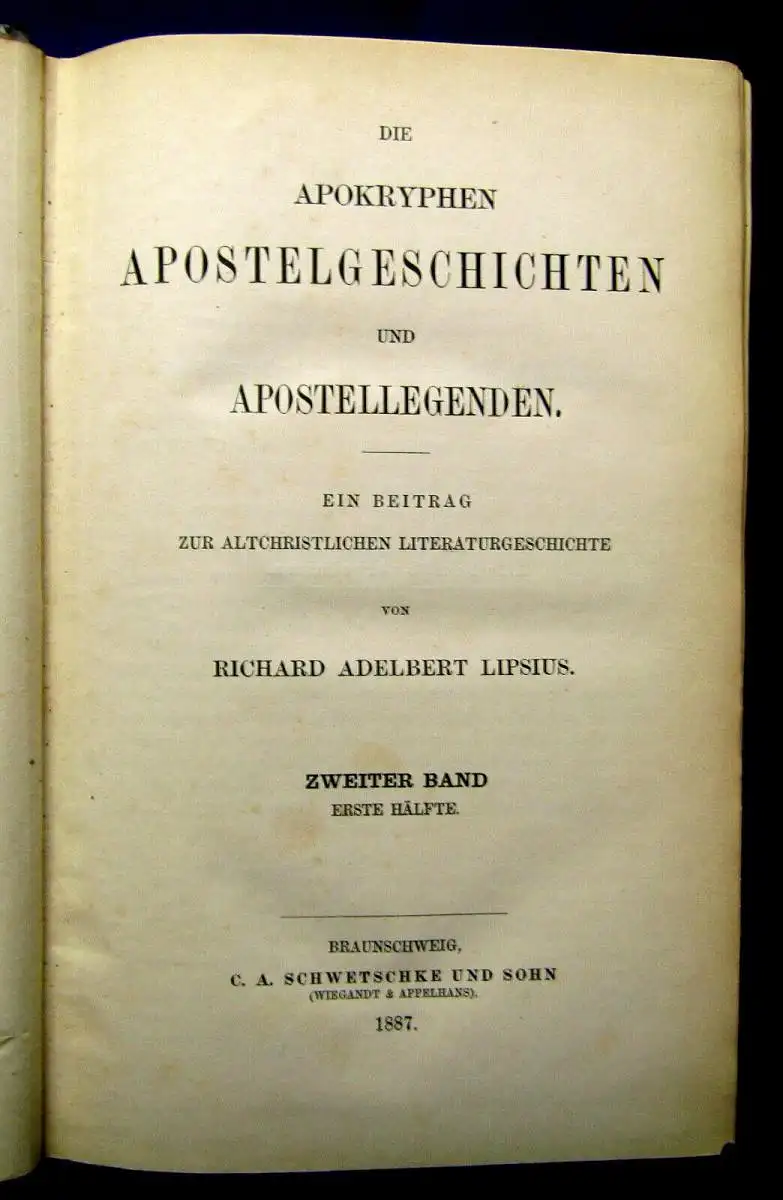 DIE
APOKRYPHEN
APOSTELGESCHICHTEN
UND
APOSTELLEGENDEN.
EIN BEITRAG
ZUR ALTCHRISTLICHEN LITERATURGESCHICHTE
VON
RICHARD ADELBERT LIPSIUS.
ZWEITER BAND
ERSTE HÄLFTE.
BRAUNSCHWEIG,
C. A. SCHWETSCHKE UND SOHN
(WIEGANDT & APPELHANS).
1887.